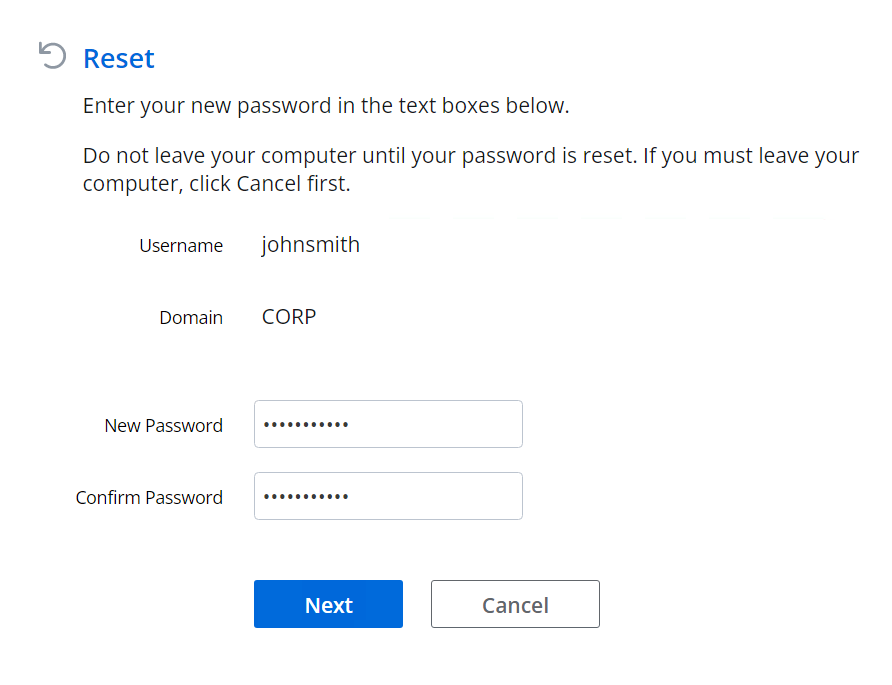 Reset
Enter your new password in the text boxes below.
Do not leave your computer until your password is reset. If you must leave your
computer, click Cancel first.
Username johnsmith
Domain CORP
New Password •••••••••••
Confirm Password •••••••••••
Next Cancel